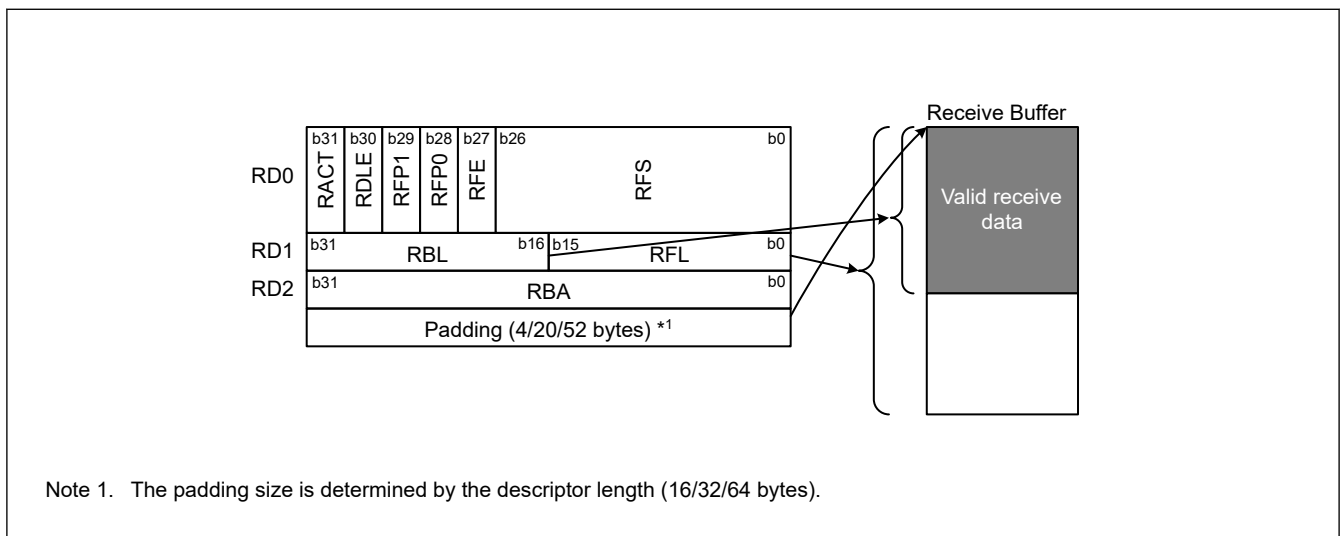 Receive Buffer
b31 b30 b29 b28 b27 b26 b0
RD0 RACT RDLE RFP1 RFP0 RFE RFS
Valid receive
data
RD1 b31 RBL b16 b15 RFL b0
RD2 b31 RBA b0
Padding (4/20/52 bytes) *1
Note 1. The padding size is determined by the descriptor length (16/32/64 bytes).